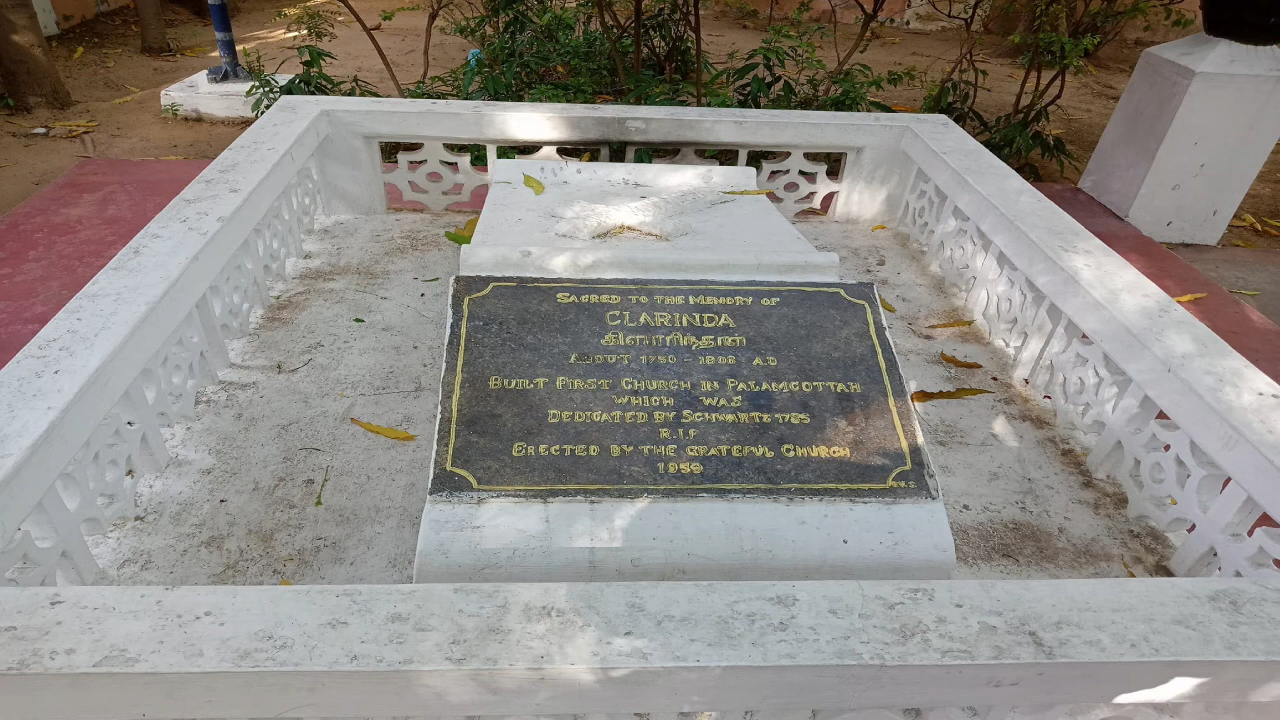 SACRED TO THE MEMORY OF
CLARINDA
கிளாரிந்தா
ABOUT 1750 - 1806 A.D
BUILT FIRST CHURCH IN PALAMCOTTAH
WHICH WAS
DEDICATED BY SCHWARTZ 1785
R.I.P
ERECTED BY THE GRATEFUL CHURCH
1959